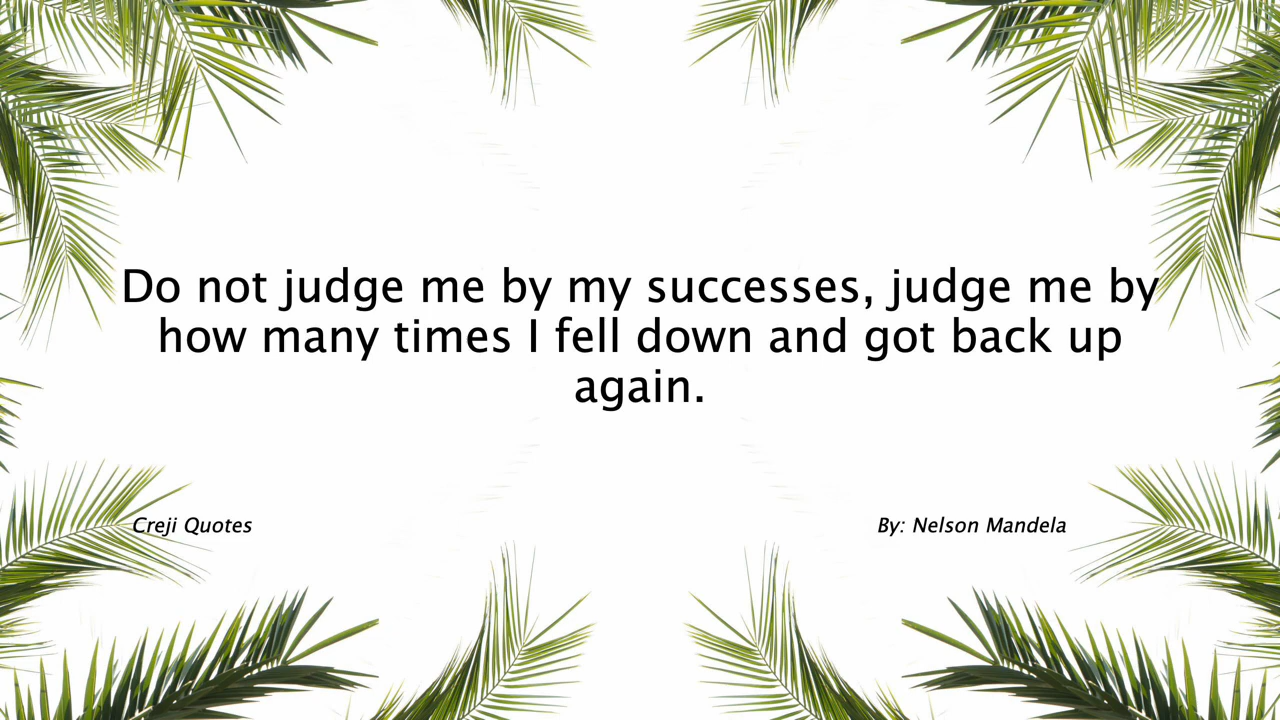 Do not judge me by my successes, judge me by
how many times I fell down and got back up
again.
Creji Quotes
By: Nelson Mandela